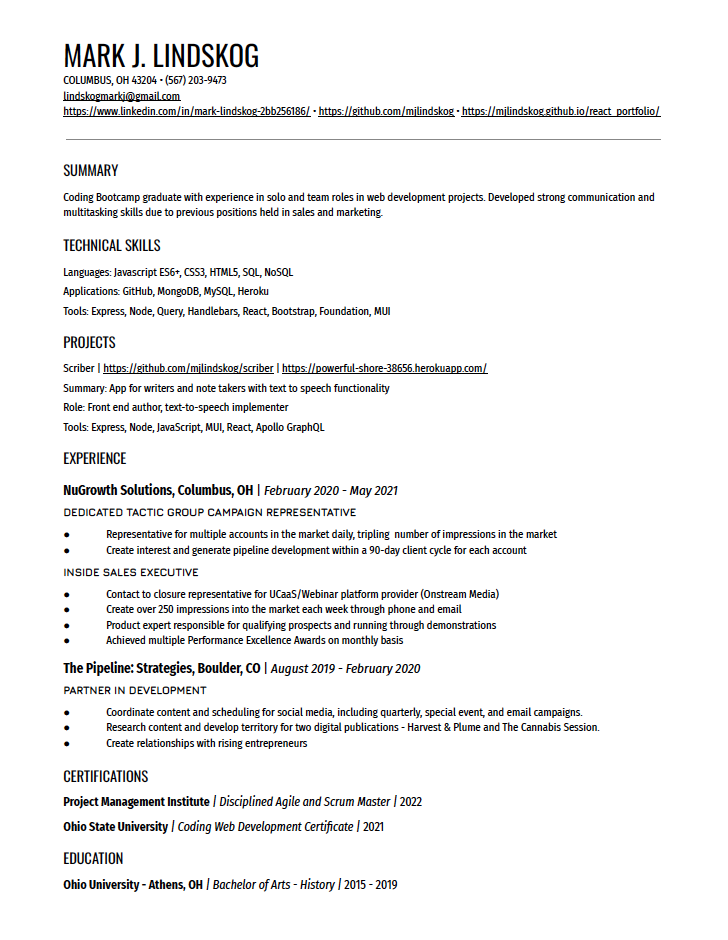 MARK J. LINDSKOG
COLUMBUS, OH 43204 • (567) 203-9473
lindskogmarkj@gmail.com
https://www.linkedin.com/in/mark-lindskog-2bb256186/ • https://github.com/mjlindskog • https://mjlindskog.github.io/react_portfolio/
SUMMARY
Coding Bootcamp graduate with experience in solo and team roles in web development projects. Developed strong communication and
multitasking skills due to previous positions held in sales and marketing.
TECHNICAL SKILLS
Languages: Javascript ES6+, CSS3, HTML5, SQL, NoSQL
Applications: GitHub, MongoDB, MySQL, Heroku
Tools: Express, Node, Query, Handlebars, React, Bootstrap, Foundation, MUI
PROJECTS
Scriber | https://github.com/mjlindskog/scriber | https://powerful-shore-38656.herokuapp.com/
Summary: App for writers and note takers with text to speech functionality
Role: Front end author, text-to-speech implementer
Tools: Express, Node, JavaScript, MUI, React, Apollo GraphQL
EXPERIENCE
NuGrowth Solutions, Columbus, OH | February 2020 - May 2021
DEDICATED TACTIC GROUP CAMPAIGN REPRESENTATIVE
● Representative for multiple accounts in the market daily, tripling number of impressions in the market
● Create interest and generate pipeline development within a 90-day client cycle for each account
INSIDE SALES EXECUTIVE
● Contact to closure representative for UCaaS/Webinar platform provider (Onstream Media)
● Create over 250 impressions into the market each week through phone and email
● Product expert responsible for qualifying prospects and running through demonstrations
● Achieved multiple Performance Excellence Awards on monthly basis
The Pipeline: Strategies, Boulder, CO | August 2019 - February 2020
PARTNER IN DEVELOPMENT
● Coordinate content and scheduling for social media, including quarterly, special event, and email campaigns.
● Research content and develop territory for two digital publications - Harvest & Plume and The Cannabis Session.
● Create relationships with rising entrepreneurs
CERTIFICATIONS
Project Management Institute | Disciplined Agile and Scrum Master | 2022
Ohio State University | Coding Web Development Certificate | 2021
EDUCATION
Ohio University - Athens, OH | Bachelor of Arts - History | 2015 - 2019